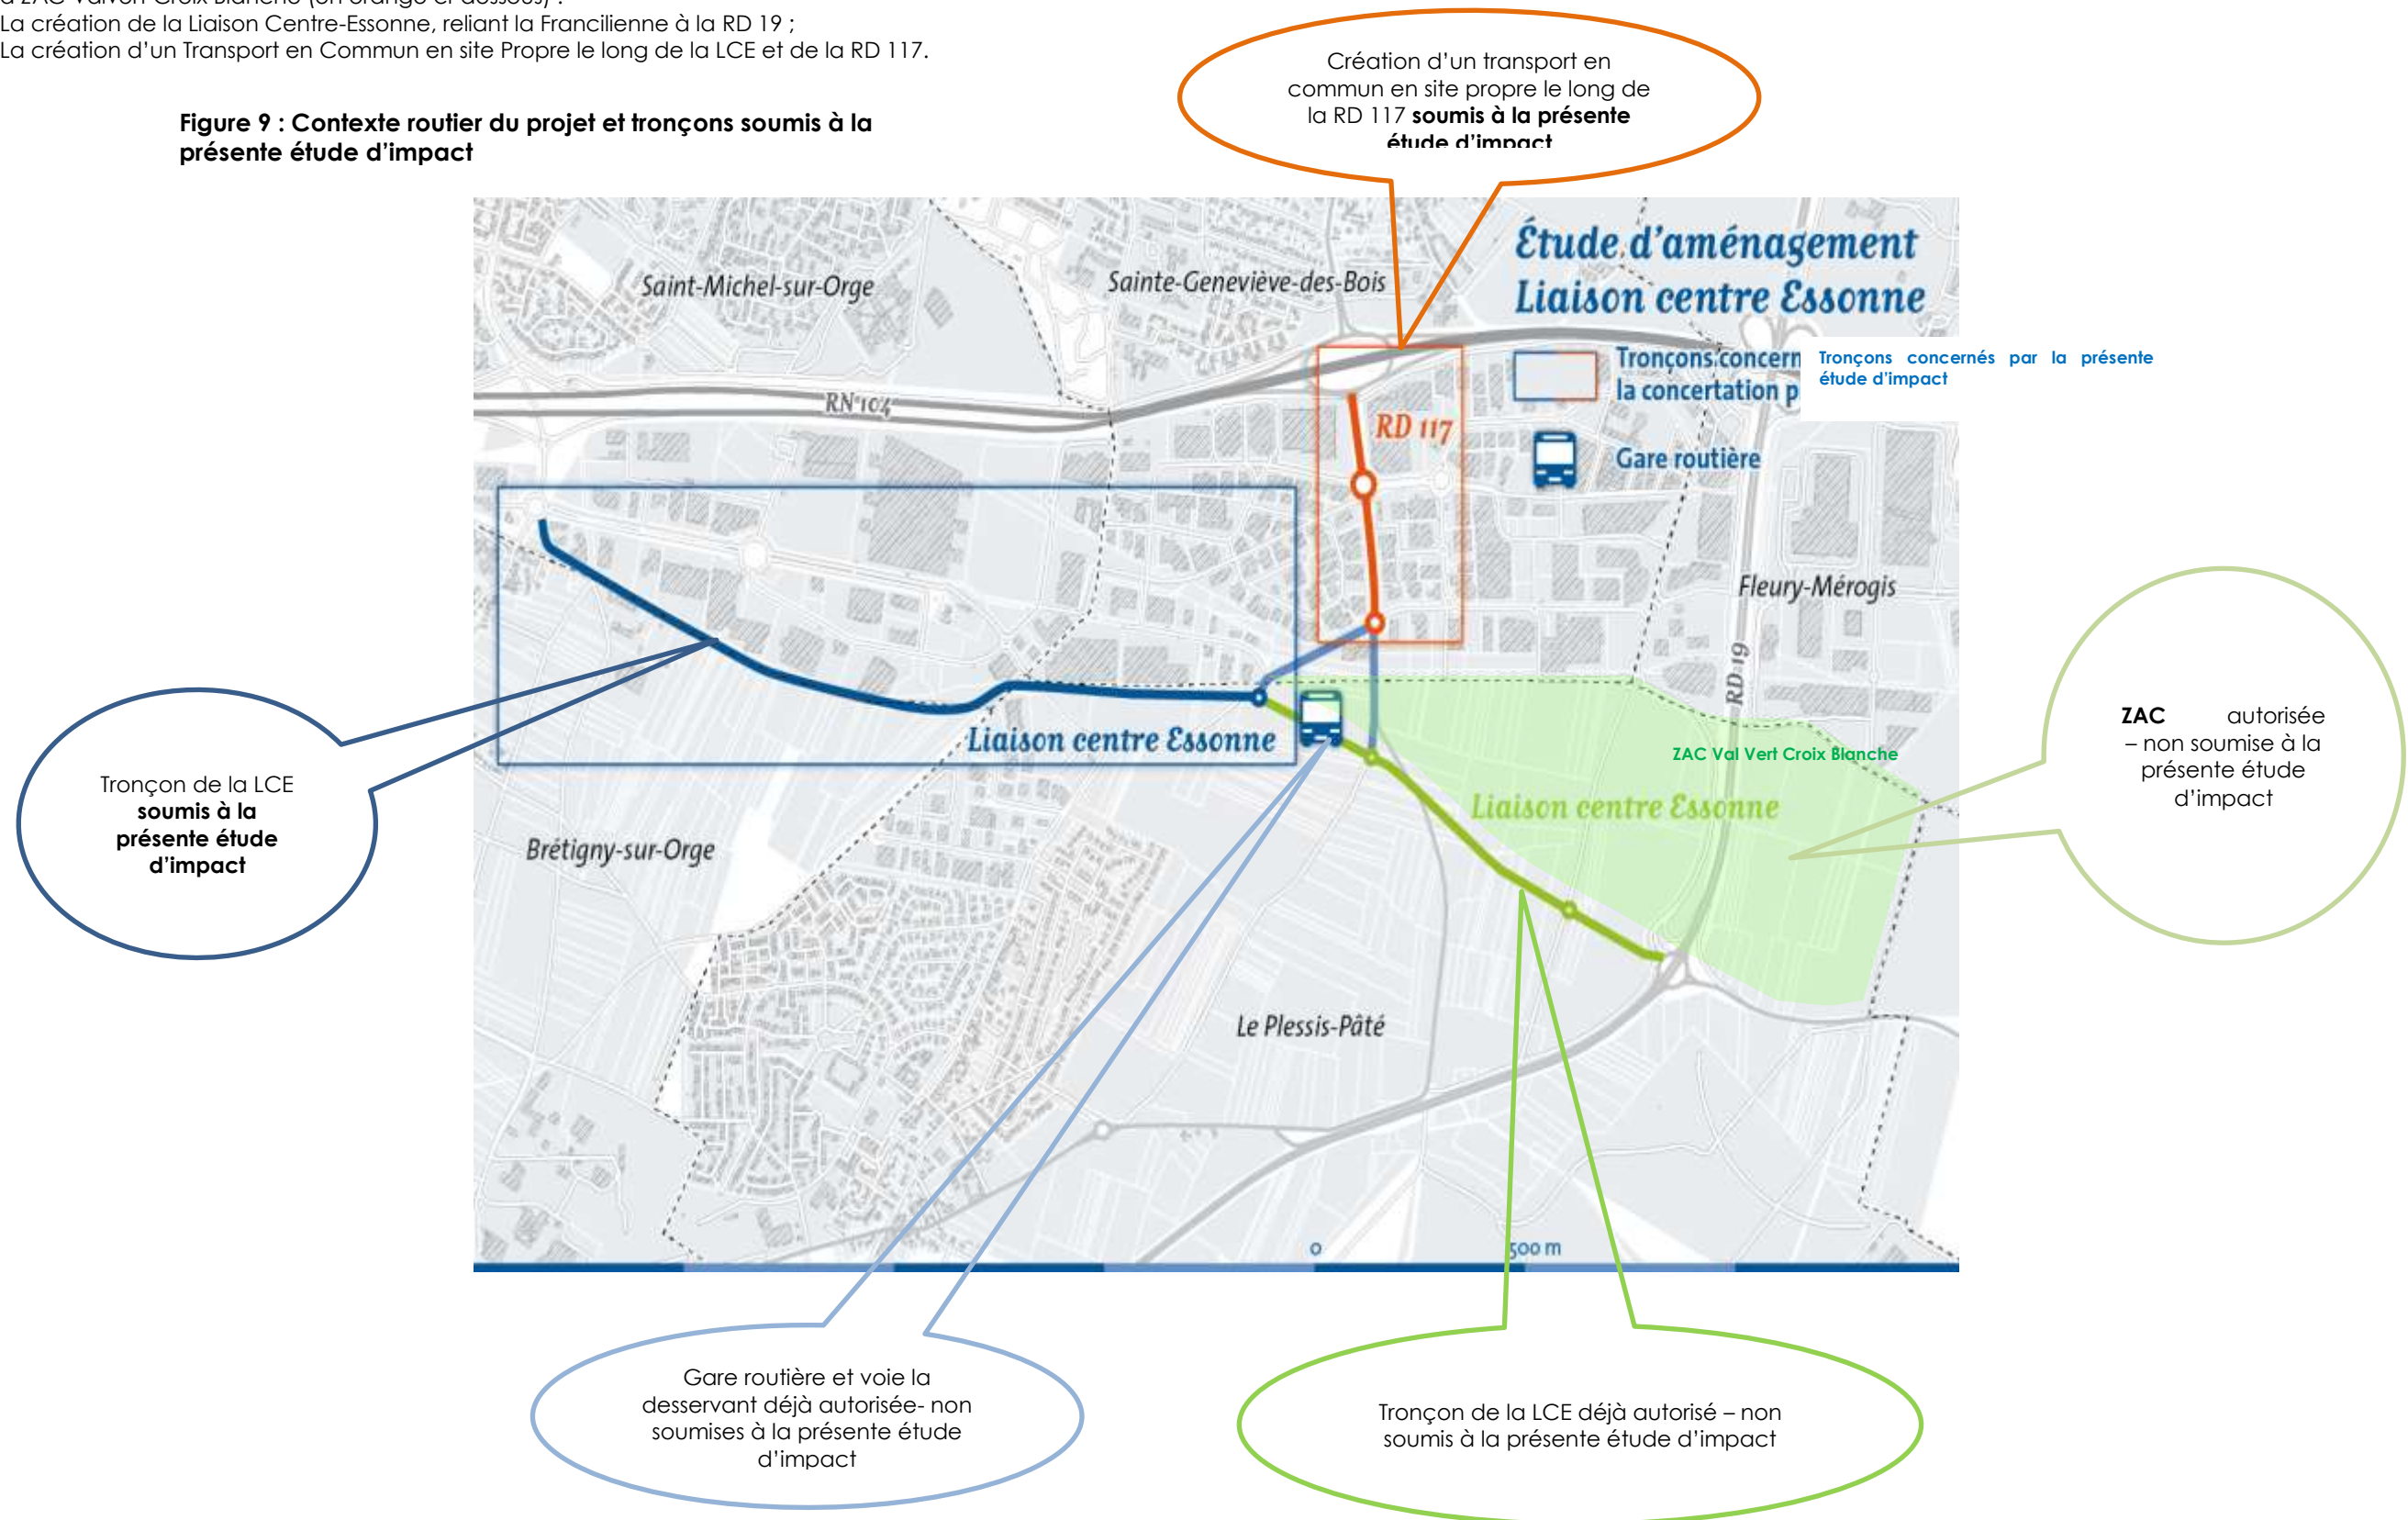 La création de la Liaison Centre-Essonne, reliant la Francilienne à la RD 19 ;
La création d'un Transport en Commun en site Propre le long de la LCE et de la RD 117.
Figure 9 : Contexte routier du projet et tronçons soumis à la
présente étude d'impact
Création d'un transport en
commun en site propre le long de
la RD 117 soumis à la présente
étude d'impact
Étude d'aménagement
Liaison centre Essonne
Saint-Michel-sur-Orge
Sainte-Geneviève-des-Bois
Tronçons concern
la concertation p
Tronçons concernés par la présente
étude d'impact
Gare routière
RN 104
RD 117
Fleury-Mérogis
RD 19
Liaison centre Essonne
ZAC Val Vert Croix Blanche
Liaison centre Essonne
Brétigny-sur-Orge
Le Plessis-Pâté
0
500 m
Tronçon de la LCE
soumis à la
présente étude
d'impact
ZAC autorisée
– non soumise à la
présente étude
d'impact
Gare routière et voie la
desservant déjà autorisée- non
soumises à la présente étude
d'impact
Tronçon de la LCE déjà autorisé – non
soumis à la présente étude d'impact